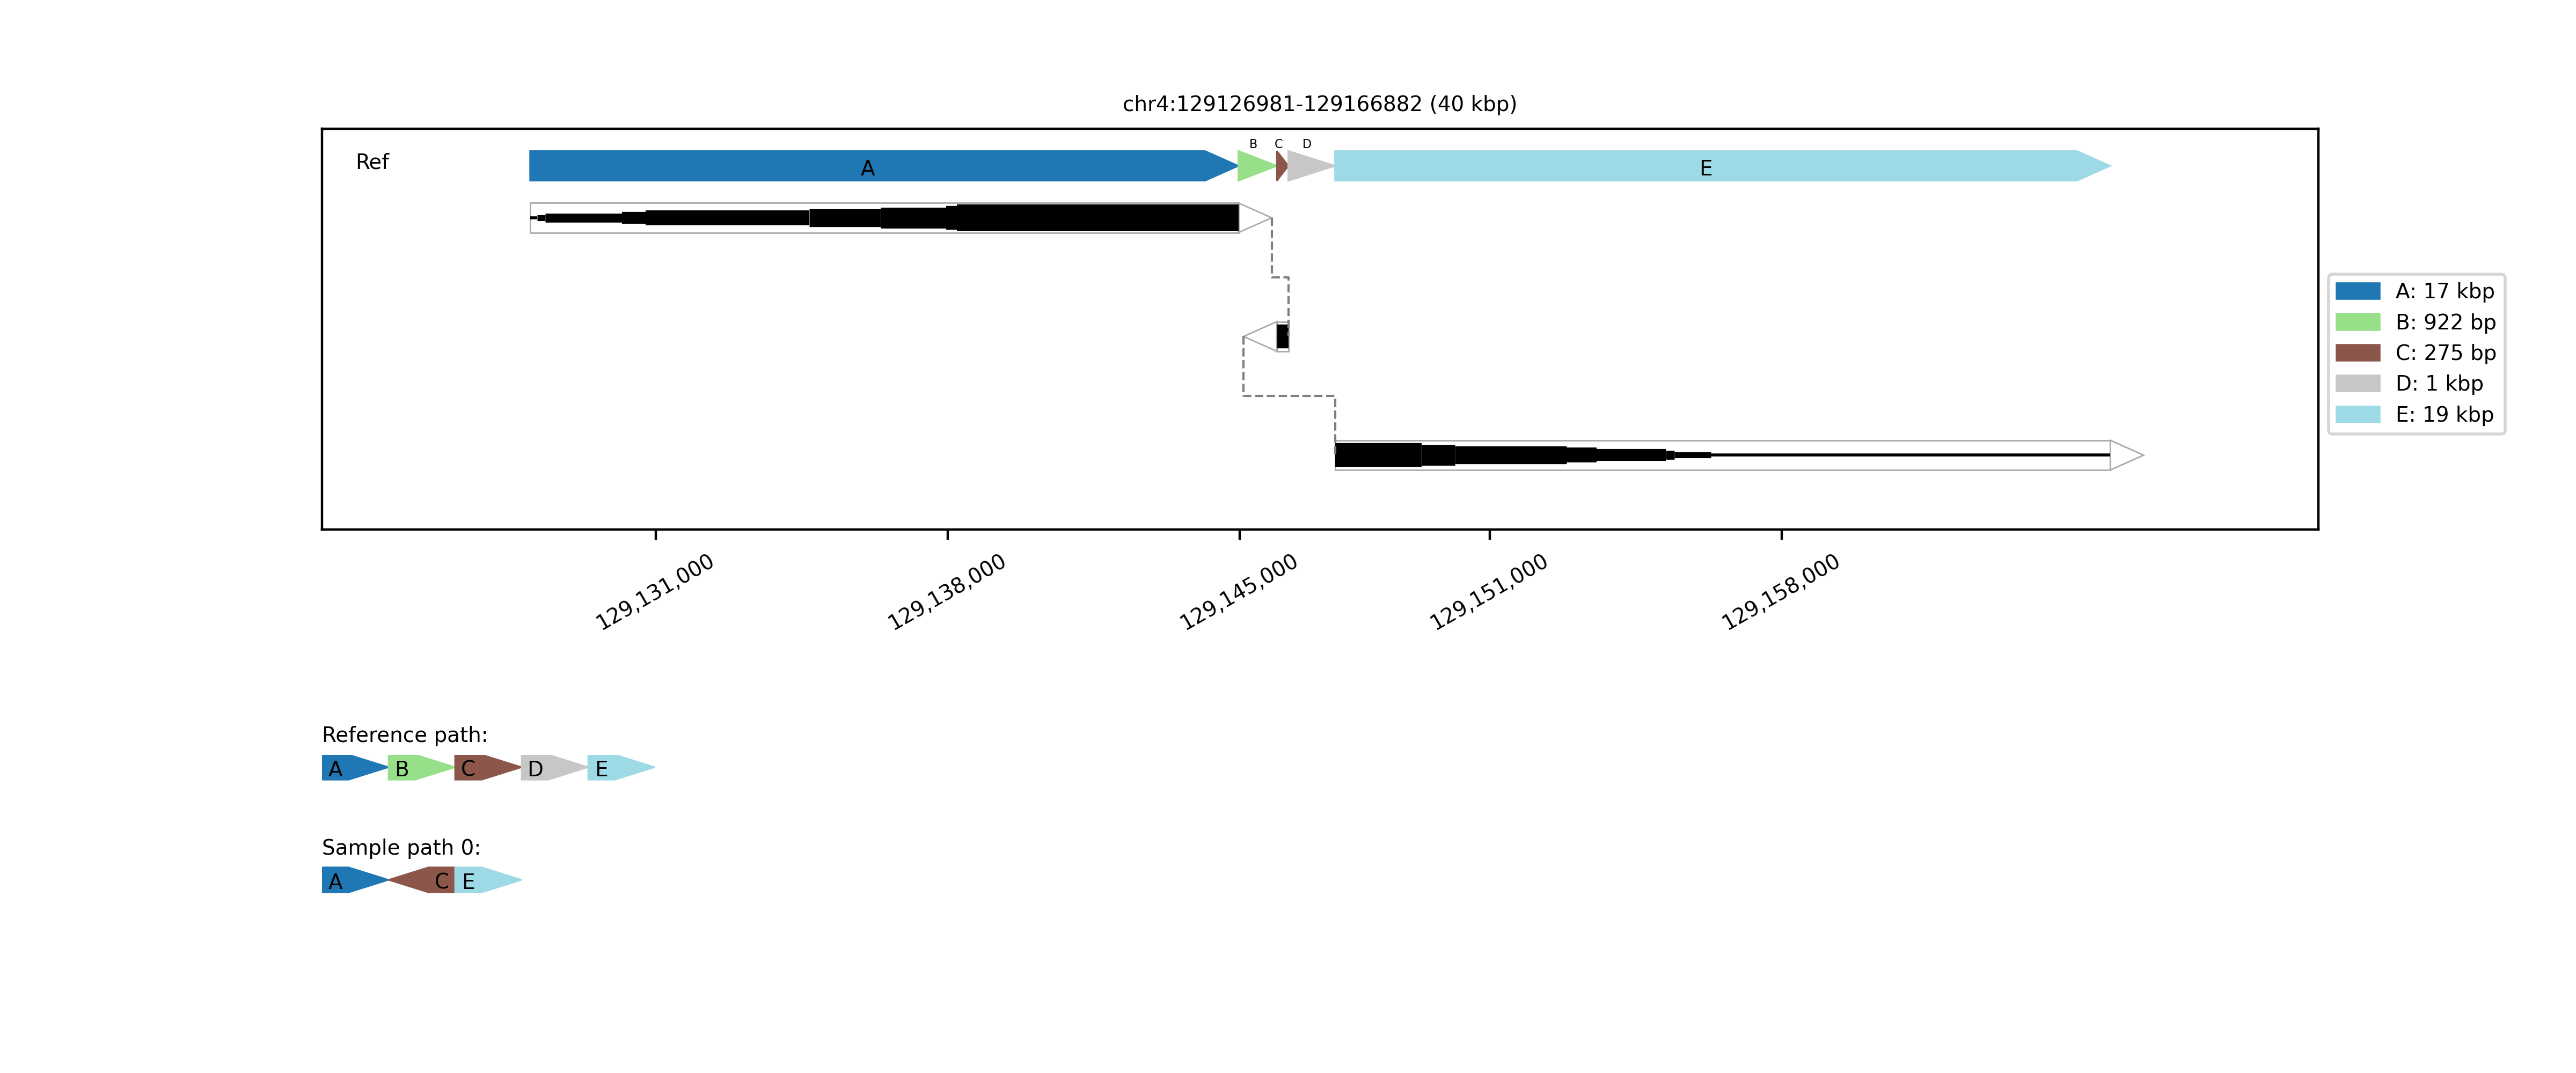 chr4:129126981-129166882 (40 kbp)
B C D
Ref
A E
A: 17 kbp
B: 922 bp
C: 275 bp
D: 1 kbp
E: 19 kbp
129,131,000 129,138,000 129,145,000 129,151,000 129,158,000
Reference path:
A B C D E
Sample path 0:
A C E